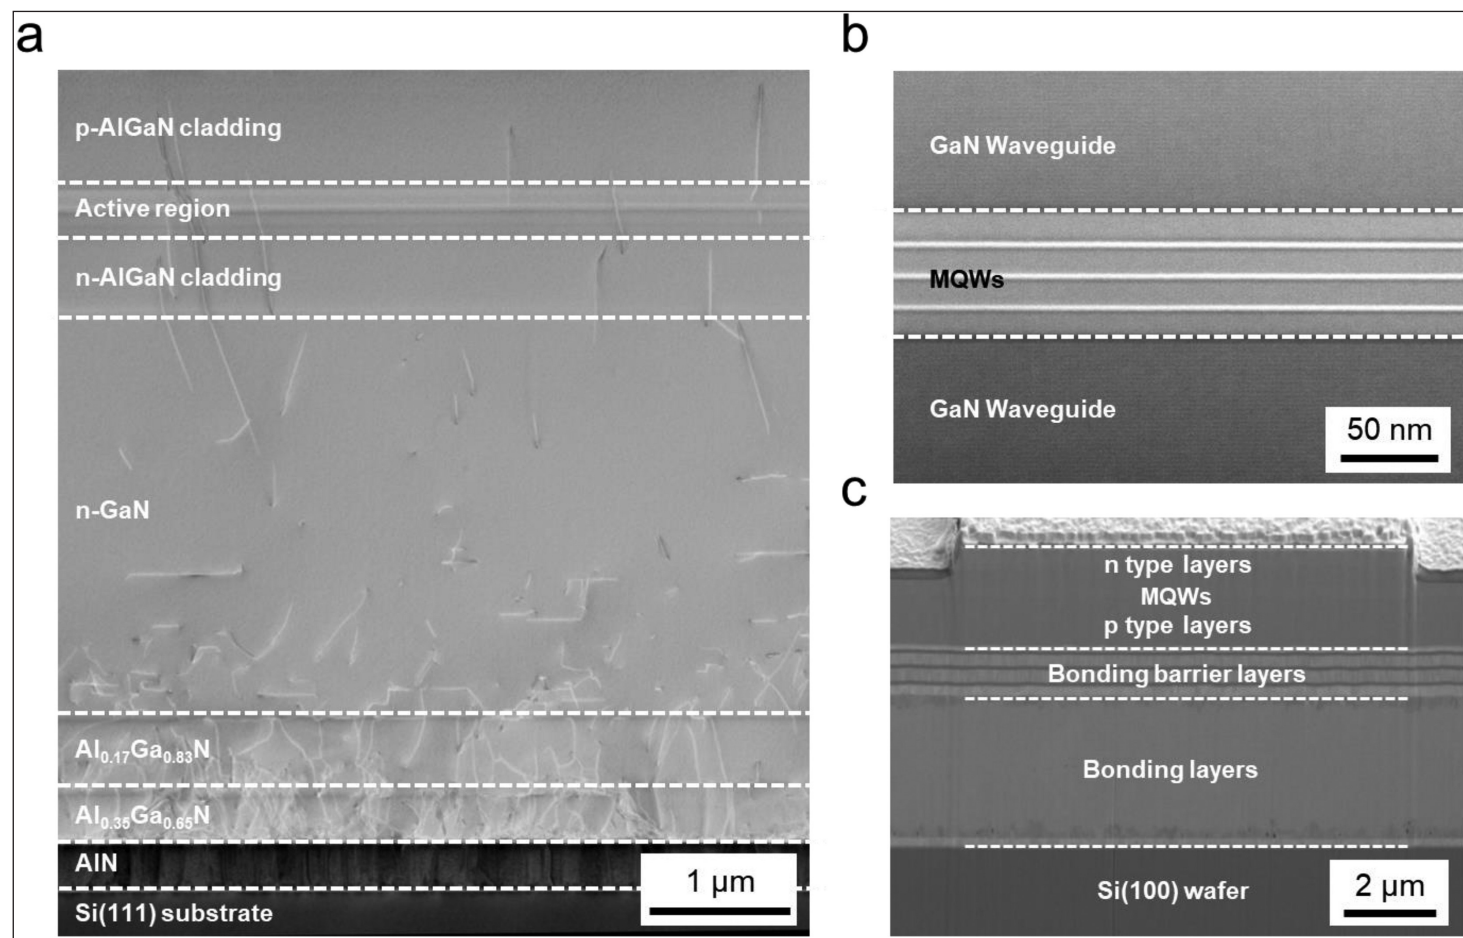 a
p-AlGaN cladding
Active region
n-AlGaN cladding
n-GaN
Al0.17Ga0.83N
Al0.35Ga0.65N
AlN
Si(111) substrate
1 μm
b
GaN Waveguide
MQWs
GaN Waveguide
50 nm
c
n type layers
MQWs
p type layers
Bonding barrier layers
Bonding layers
Si(100) wafer
2 μm